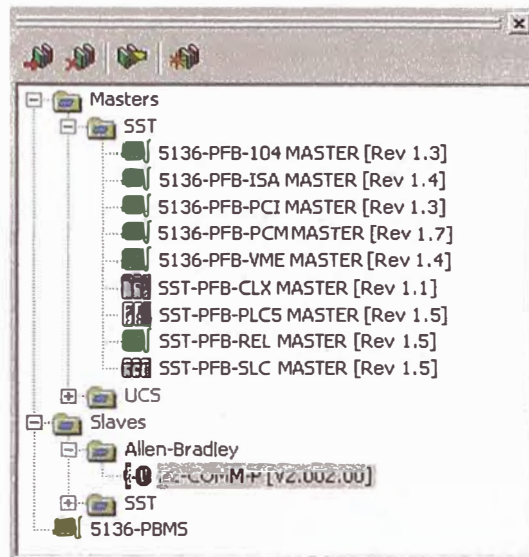 Masters
SST
5136-PFB-104 MASTER [Rev 1.3]
5136-PFB-ISA MASTER [Rev 1.4]
5136-PFB-PCI MASTER [Rev 1.3]
5136-PFB-PCM MASTER [Rev 1.7]
5136-PFB-VME MASTER [Rev 1.4]
SST-PFB-CLX MASTER [Rev 1.1]
SST-PFB-PLC5 MASTER [Rev 1.5]
SST-PFB-REL MASTER [Rev 1.5]
SST-PFB-SLC MASTER [Rev 1.5]
UCS
Slaves
Allen-Bradley
[V2.002.00]
SST
5136-PBMS